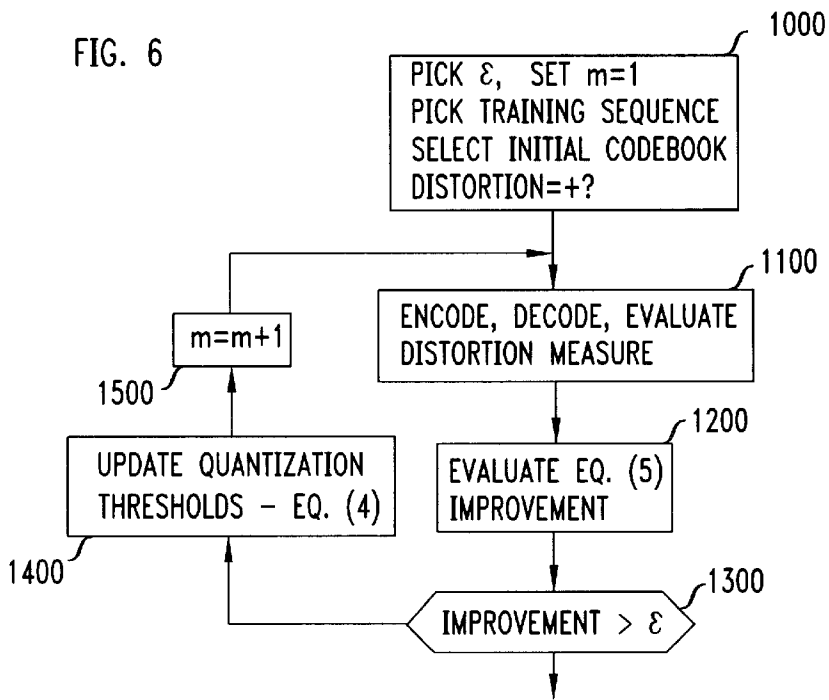 FIG. 6
1000
PICK ε, SET m=1
PICK TRAINING SEQUENCE
SELECT INITIAL CODEBOOK
DISTORTION=+?
1100
ENCODE, DECODE, EVALUATE
DISTORTION MEASURE
m=m+1
1500
1200
EVALUATE EQ. (5)
IMPROVEMENT
UPDATE QUANTIZATION
THRESHOLDS – EQ. (4)
1400
1300
IMPROVEMENT > ε